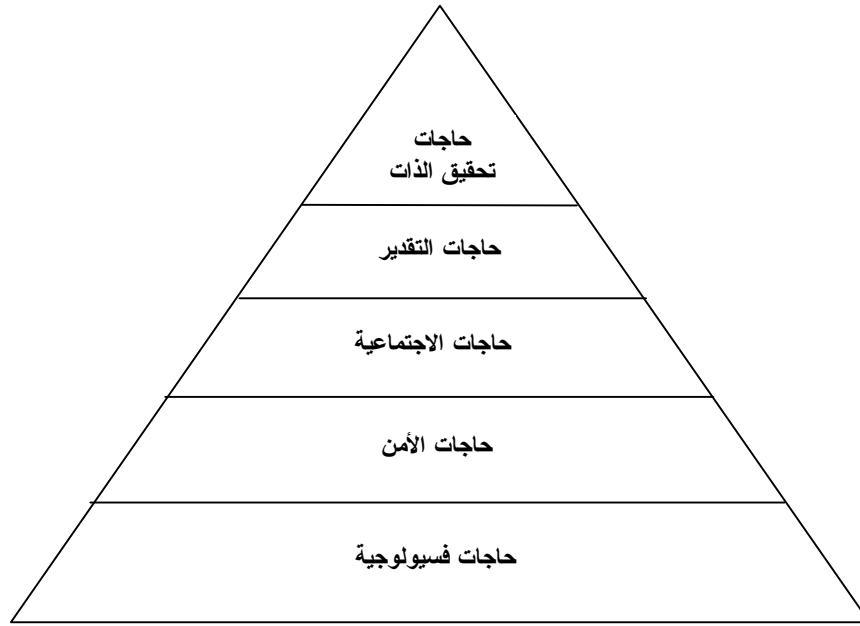 حاجات
تحقيق الذات
حاجات التقدير
حاجات الاجتماعية
حاجات الأمن
حاجات فسيولوجية